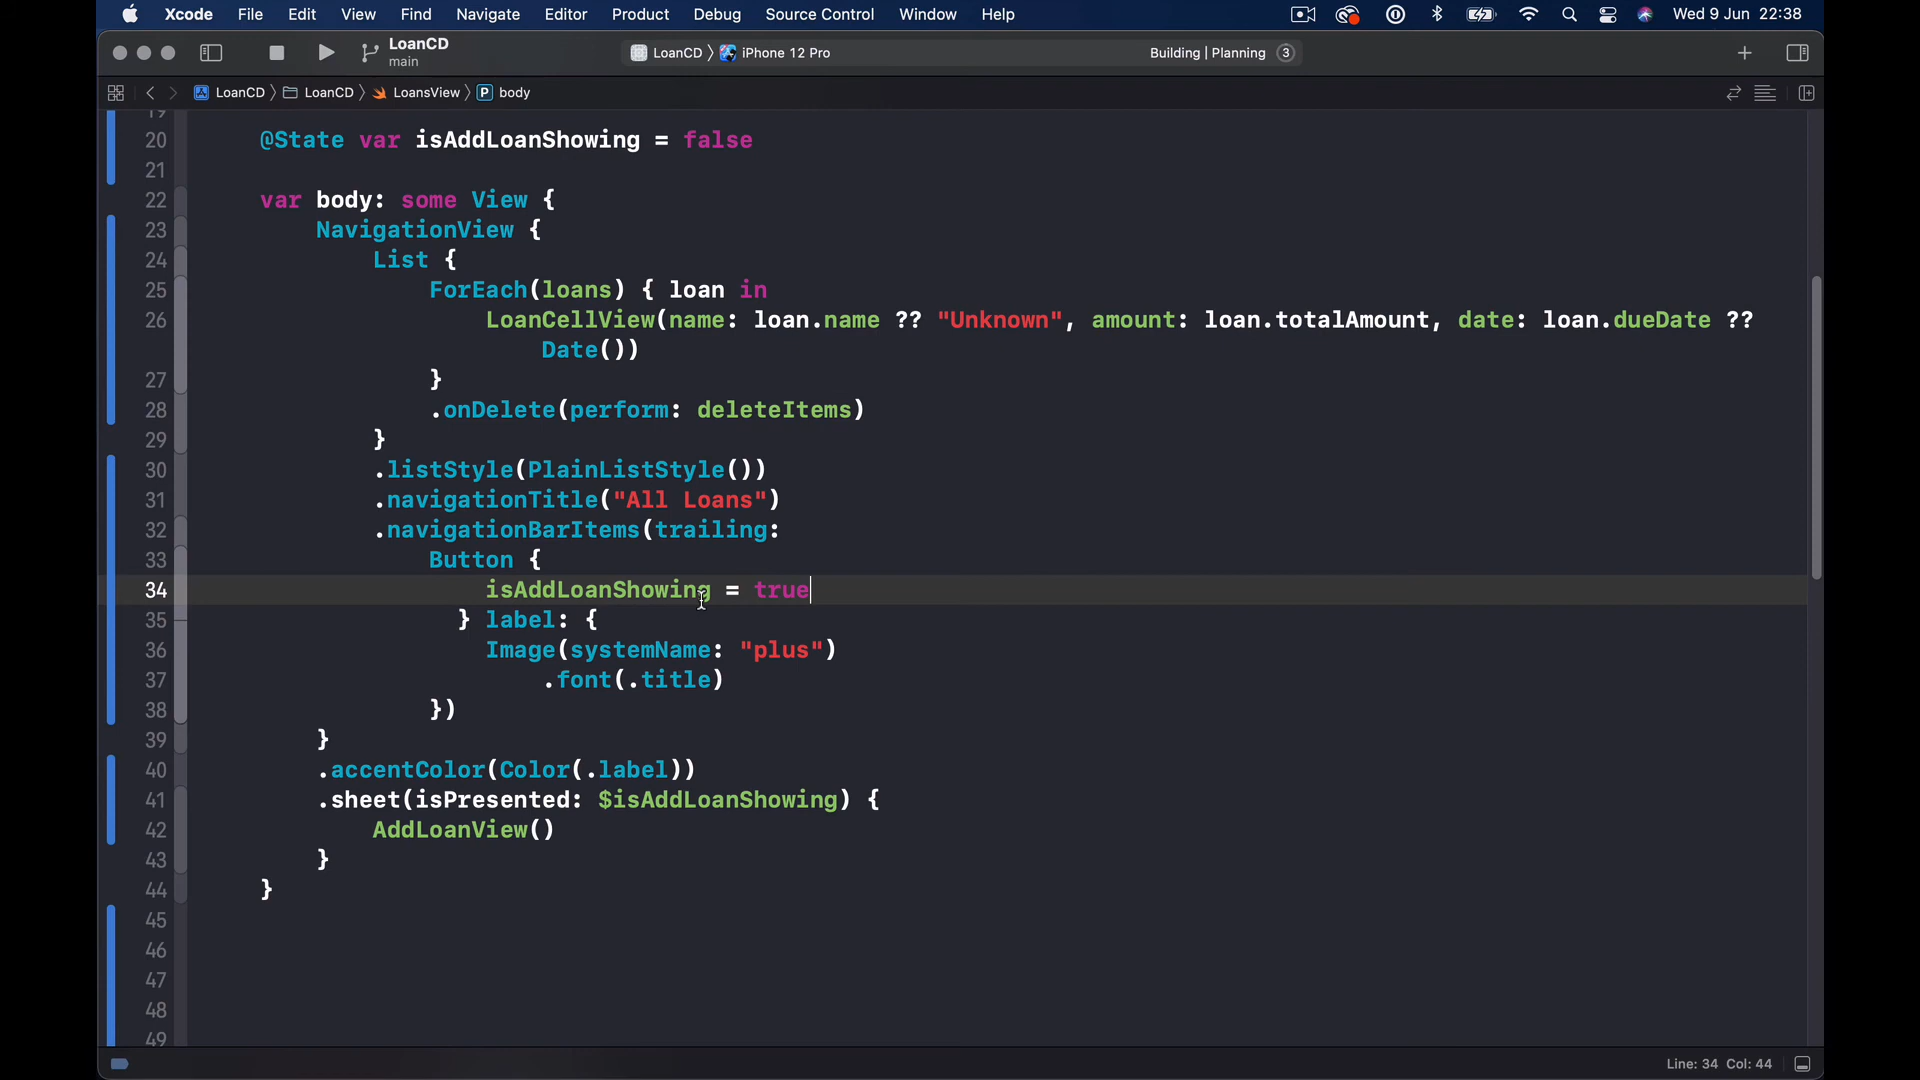 Xcode File Edit View Find Navigate Editor Product Debug Source Control Window Help Wed 9 Jun 22:38
LoanCD
main
LoanCD 〉 iPhone 12 Pro
Building | Planning 3
LoanCD 〉 LoanCD 〉 LoansView 〉 P body
19
20 @State var isAddLoanShowing = false
21
22 var body: some View {
23 NavigationView {
24 List {
25 ForEach(loans) { loan in
26 LoanCellView(name: loan.name ?? "Unknown", amount: loan.totalAmount, date: loan.dueDate ??
Date())
27 }
28 .onDelete(perform: deleteItems)
29 }
30 .listStyle(PlainListStyle())
31 .navigationTitle("All Loans")
32 .navigationBarItems(trailing:
33 Button {
34 isAddLoanShowing = true
35 } label: {
36 Image(systemName: "plus")
37 .font(.title)
38 })
39 }
40 .accentColor(Color(.label))
41 .sheet(isPresented: $isAddLoanShowing) {
42 AddLoanView()
43 }
44 }
45
46
47
48
49
Line: 34 Col: 44